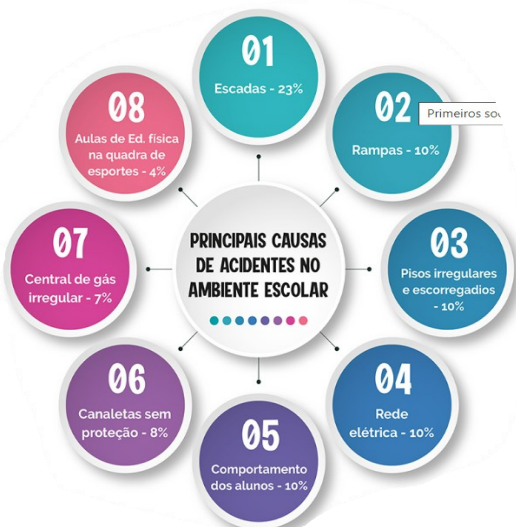 PRINCIPAIS CAUSAS
DE ACIDENTES NO
AMBIENTE ESCOLAR
01
Escadas - 23%
02
Rampas - 10%
Primeiros
03
Pisos irregulares
e escorregadios
- 10%
04
Rede
elétrica - 10%
05
Comportamento
dos alunos - 10%
06
Canaletas sem
proteção - 8%
07
Central de gás
irregular - 7%
08
Aulas de Ed. física
na quadra de
esportes - 4%